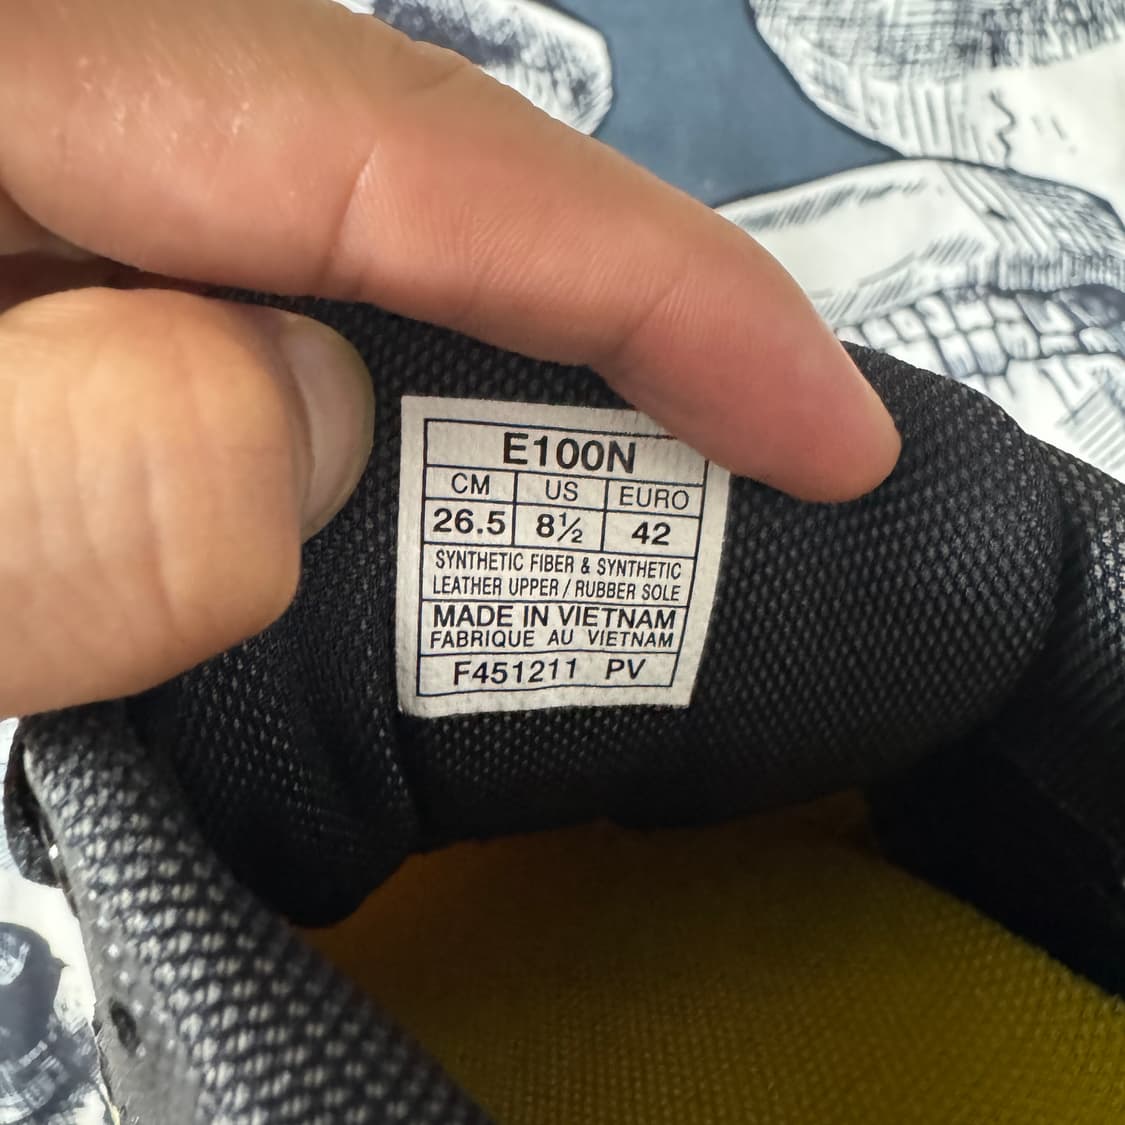 E100N
CM US EURO
26.5 8½ 42
SYNTHETIC FIBER & SYNTHETIC
LEATHER UPPER / RUBBER SOLE
MADE IN VIETNAM
FABRIQUE AU VIETNAM
F451211 PV